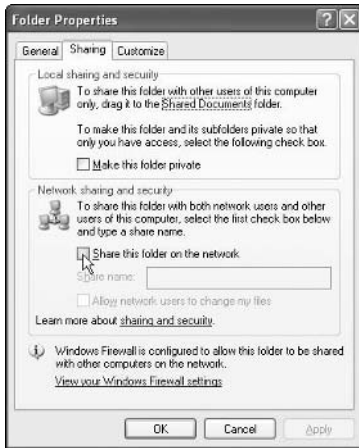 Folder Properties
General Sharing Customize
Local sharing and security
To share this folder with other users of this computer
only, drag it to the Shared Documents folder.
To make this folder and its subfolders private so that
only you have access, select the following check box.
Make this folder private
Network sharing and security
To share this folder with both network users and other
users of this computer, select the first check box below
and type a share name.
Share this folder on the network
Share name:
Allow network users to change my files
Learn more about sharing and security.
Windows Firewall is configured to allow this folder to be shared
with other computers on the network.
View your Windows Firewall settings
OK Cancel Apply